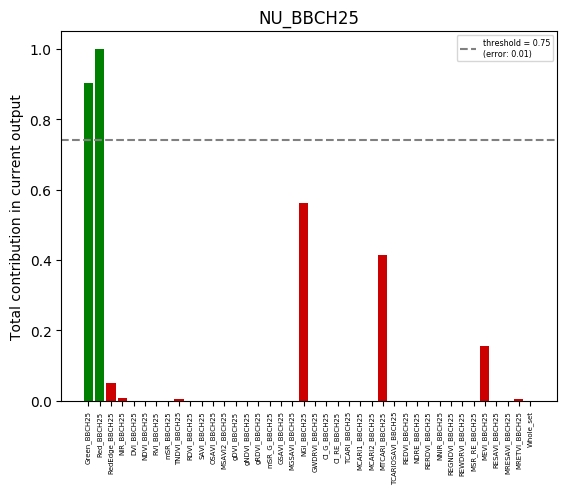 NU_BBCH25
threshold = 0.75
(error: 0.01)
Total contribution in current output
1.0
0.8
0.6
0.4
0.2
0.0
Green_BBCH25
Red_BBCH25
RedEdge_BBCH25
NIR_BBCH25
DVI_BBCH25
NDVI_BBCH25
RVI_BBCH25
mSR_BBCH25
TNDVI_BBCH25
RDVI_BBCH25
SAVI_BBCH25
OSAVI_BBCH25
MSAVI2_BBCH25
gDVI_BBCH25
gNDVI_BBCH25
gRDVI_BBCH25
mSR_G_BBCH25
GSAVI_BBCH25
MGSAVI_BBCH25
NGI_BBCH25
GWDRVI_BBCH25
CI_G_BBCH25
CI_RE_BBCH25
TCARI_BBCH25
MCARI1_BBCH25
MCARI2_BBCH25
MTCARI_BBCH25
TCARIOSAVI_BBCH25
REDVI_BBCH25
NDRE_BBCH25
RERDVI_BBCH25
NNIR_BBCH25
REGNDVI_BBCH25
REWDRVI_BBCH25
MSR_RE_BBCH25
MEVI_BBCH25
RESAVI_BBCH25
MRESAVI_BBCH25
MRETVI_BBCH25
Whole_set